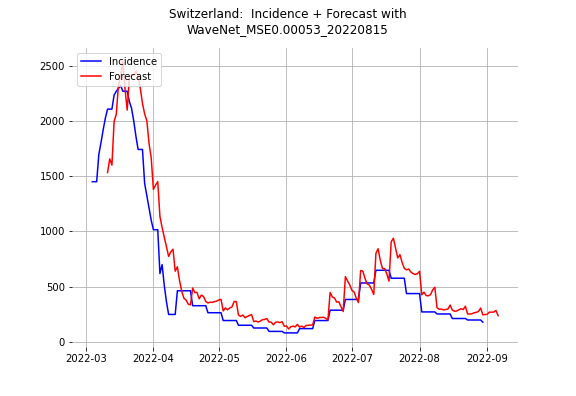 Switzerland:  Incidence + Forecast with
WaveNet_MSE0.00053_20220815
Incidence
Forecast
2500
2000
1500
1000
500
0
2022-03 2022-04 2022-05 2022-06 2022-07 2022-08 2022-09